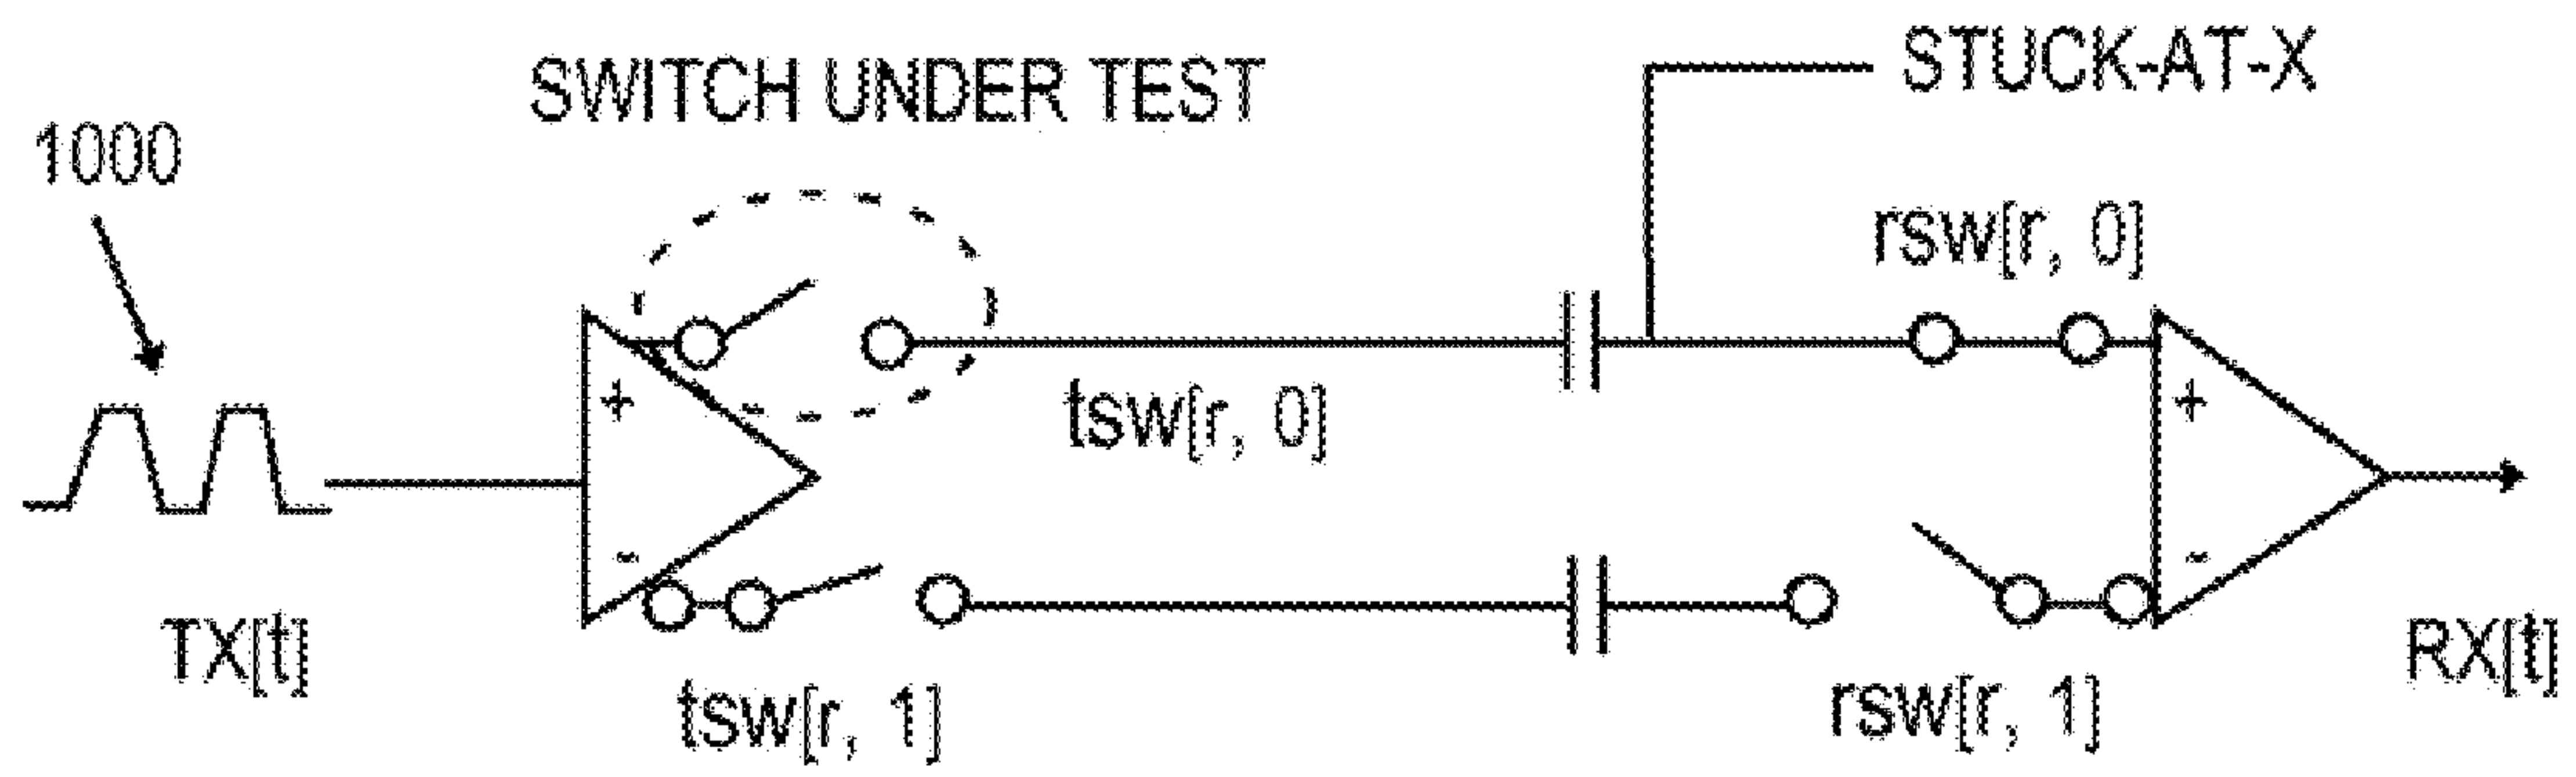 STUCK-AT-X
SWITCH UNDER TEST
1000
rsw[r, 0]
+
+
tsw[r, 0]
-
-
TX[t]
RX[t]
tsw[r, 1]
rsw[r, 1]